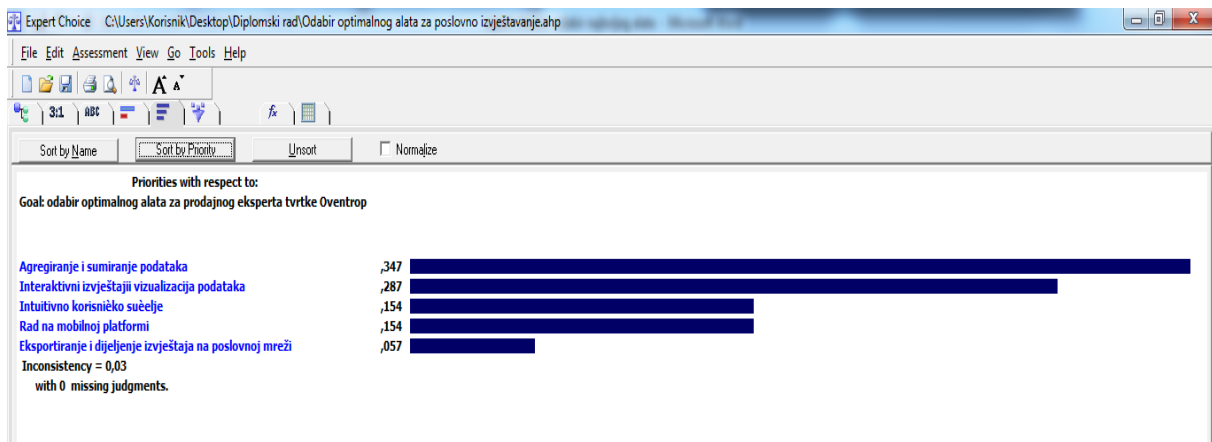 Expert Choice C:\Users\Korisnik\Desktop\Diplomski rad\Odabir optimalnog alata za poslovno izvještavanje.ahp
File Edit Assessment View Go Tools Help
A A
3:1 ABC fx
Sort by Name Sort by Priority Unsort Normalize
Priorities with respect to:
Goal: odabir optimalnog alata za prodajnog eksperta tvrtke Oventrop
Agregiranje i sumiranje podataka ,347
Interaktivni izvještajii vizualizacija podataka ,287
Intuitivno korisnièko suèelje ,154
Rad na mobilnoj platformi ,154
Eksportiranje i dijeljenje izvještaja na poslovnoj mreži ,057
Inconsistency = 0,03
with 0 missing judgments.